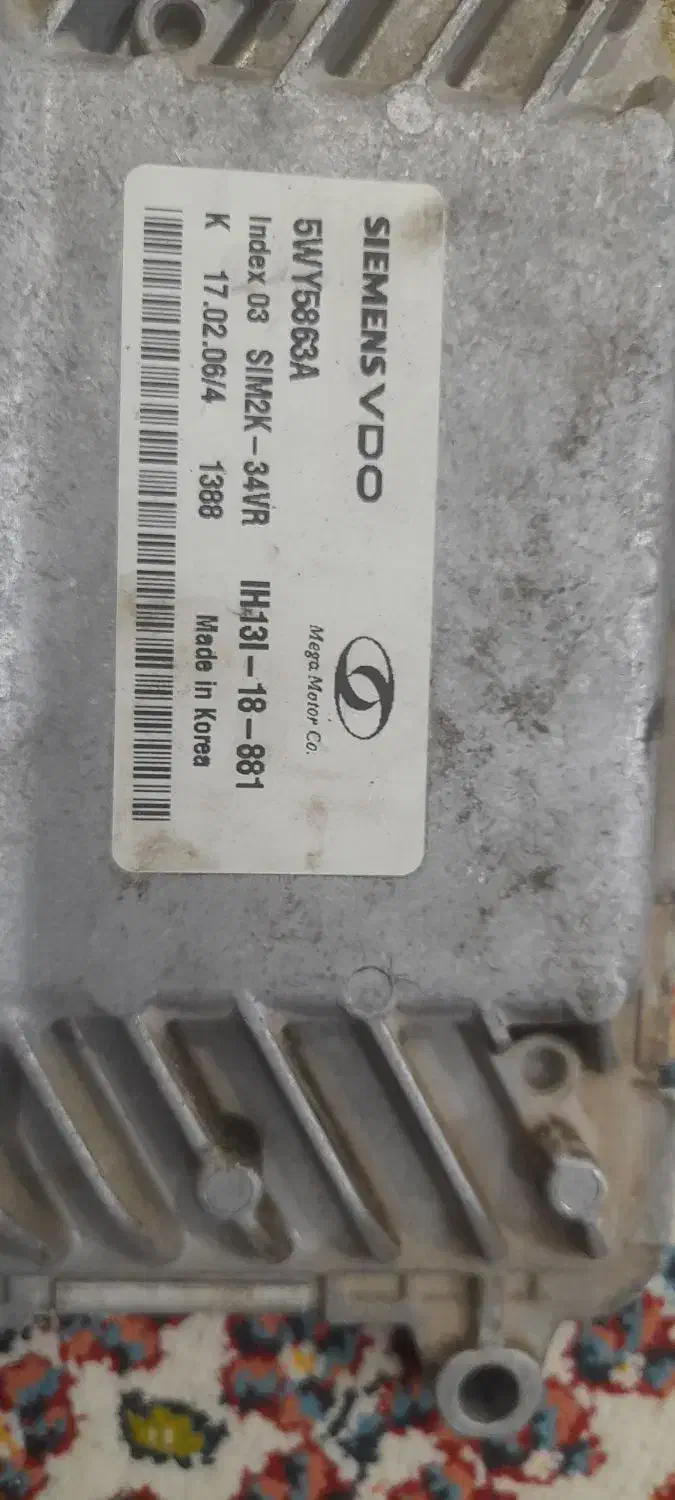 SIEMENS VDO
5WY5863A
Mega Motor Co.
Index 03 SIM2K-34VR IH13I-18-881
K 17.02.06/4 1388 Made in Korea